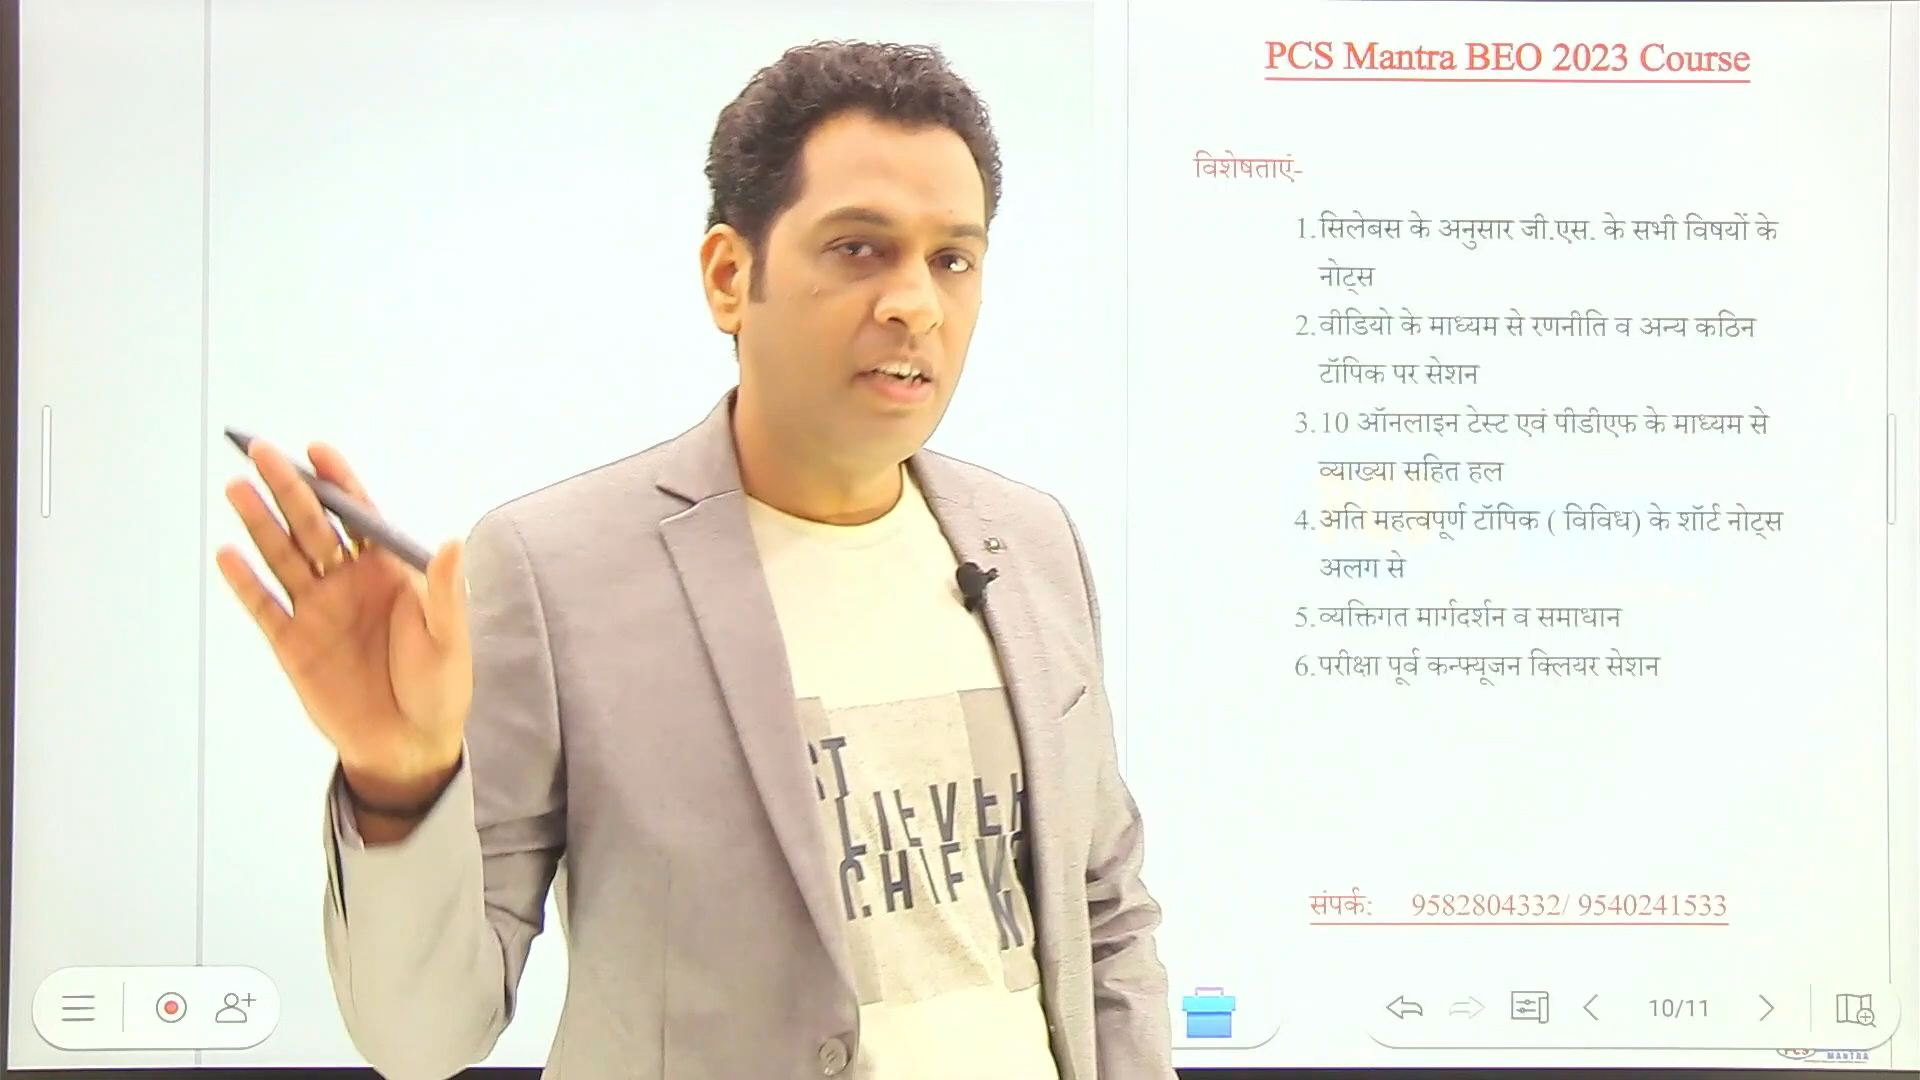 PCS Mantra BEO 2023 Course
विशेषताएं-
1.सिलेबस के अनुसार जी.एस. के सभी विषयों के
नोट्स
2.वीडियो के माध्यम से रणनीति व अन्य कठिन
टॉपिक पर सेशन
3.10 ऑनलाइन टेस्ट एवं पीडीएफ के माध्यम से
व्याख्या सहित हल
4.अति महत्वपूर्ण टॉपिक ( विविध) के शॉर्ट नोट्स
अलग से
5.व्यक्तिगत मार्गदर्शन व समाधान
6.परीक्षा पूर्व कन्फ्यूजन क्लियर सेशन
संपर्क: 9582804332/ 9540241533
10/11
PCS MANTRA